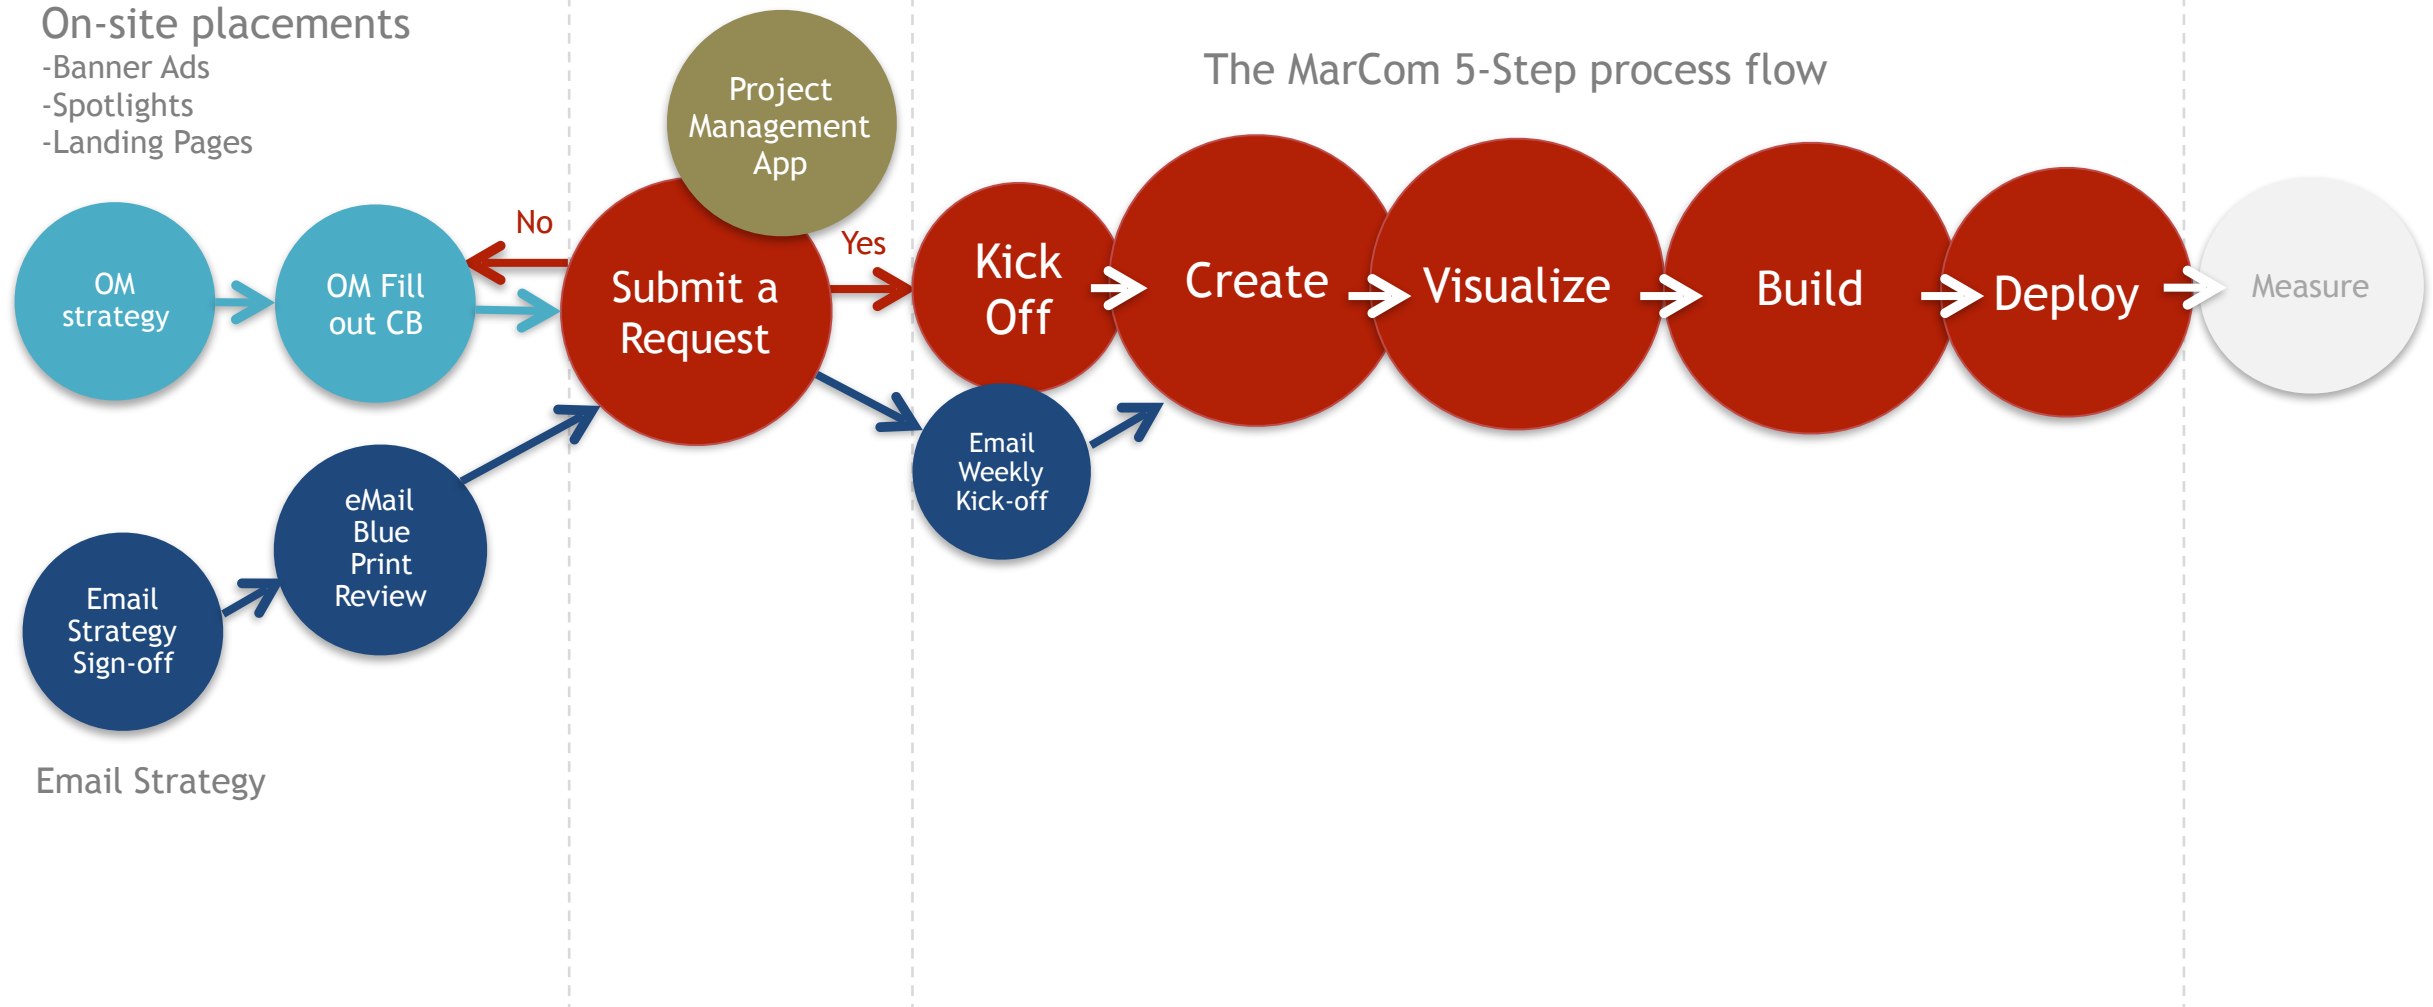 On-site placements
-Banner Ads
-Spotlights
-Landing Pages
Project
Management
App
The MarCom 5-Step process flow
OM
strategy
OM Fill
out CB
No
Submit a
Request
Yes
Kick
Off
Create
Visualize
Build
Deploy
Measure
Email
Strategy
Sign-off
eMail
Blue
Print
Review
Email
Weekly
Kick-off
Email Strategy